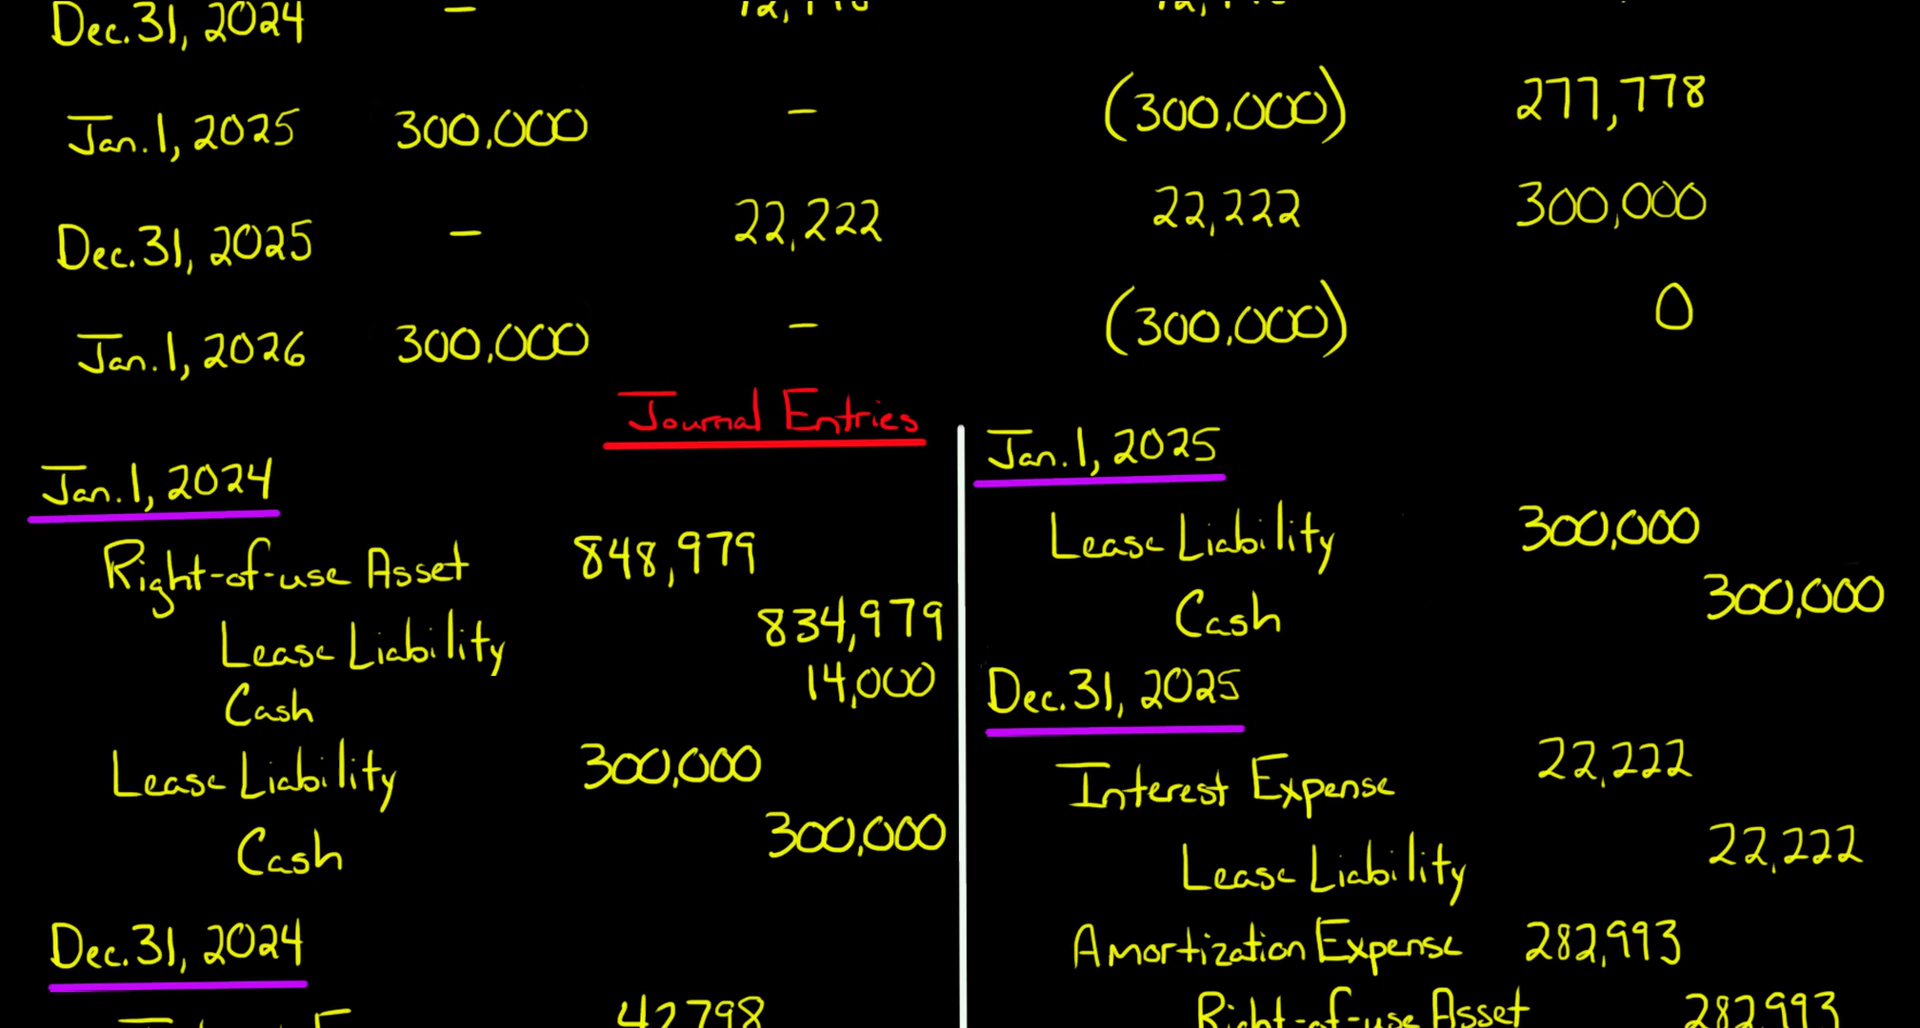 Dec. 31, 2024 –
Jan. 1, 2025 300,000 – (300,000) 277,778
Dec. 31, 2025 – 22,222 22,222 300,000
Jan. 1, 2026 300,000 – (300,000) 0
Journal Entries
Jan. 1, 2024
Right-of-use Asset 848,979
Lease Liability 834,979
Cash 14,000
Lease Liability 300,000
Cash 300,000
Dec. 31, 2024
42,798
Jan. 1, 2025
Lease Liability 300,000
Cash 300,000
Dec. 31, 2025
Interest Expense 22,222
Lease Liability 22,222
Amortization Expense 282,993
Right-of-use Asset 282,993